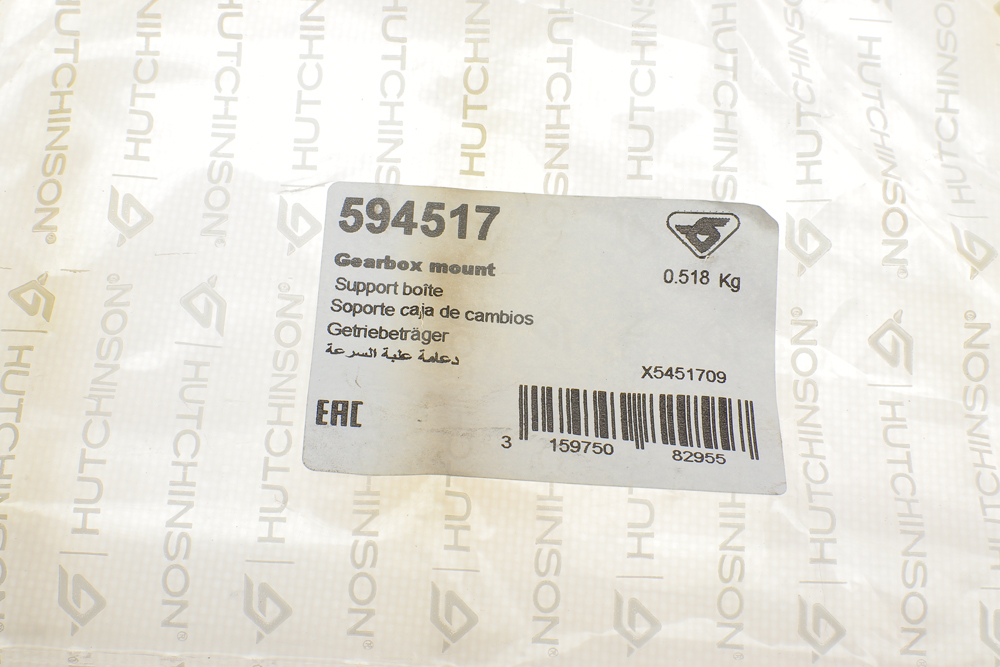 594517
Gearbox mount
Support boîte
Soporte caja de cambios
Getriebeträger
دعامة علبة السرعة
0.518 Kg
X5451709
EAC
3 159750 82955
HUTCHINSON®